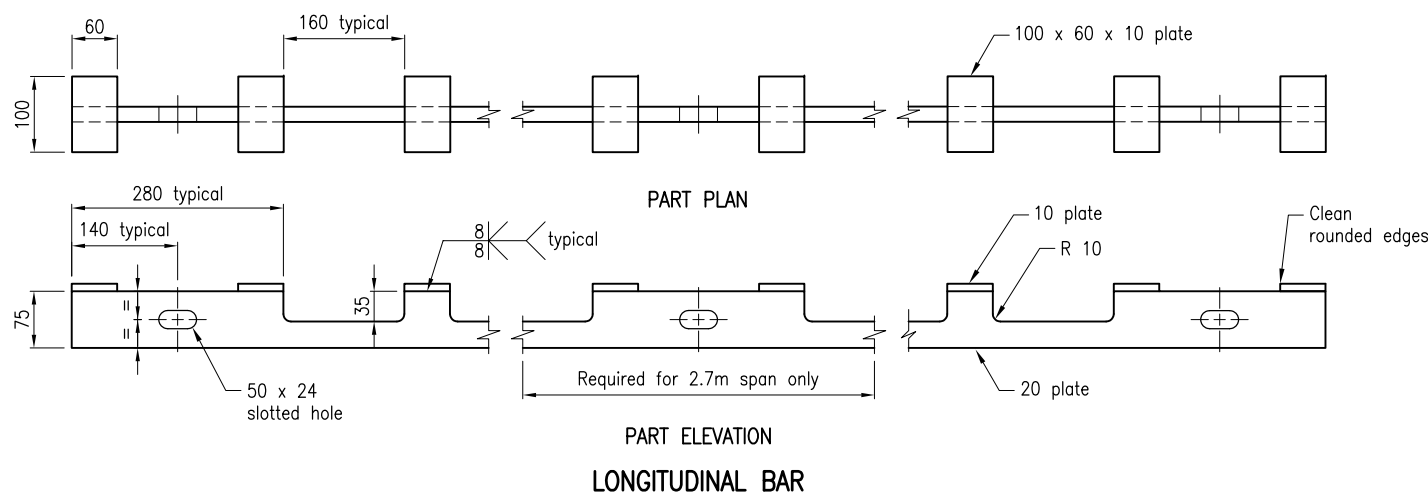 60
160 typical
100 x 60 x 10 plate
100
PART PLAN
280 typical
140 typical
8
8
typical
10 plate
R 10
Clean
rounded edges
75
=
=
35
50 x 24
slotted hole
Required for 2.7m span only
20 plate
PART ELEVATION
LONGITUDINAL BAR